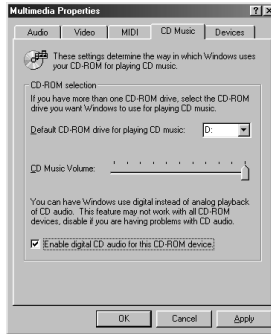 Multimedia Properties
Audio Video MIDI CD Music Devices
These settings determine the way in which Windows uses
your CD-ROM for playing CD music.
CD-ROM selection
If you have more than one CD-ROM drive, select the CD-ROM
drive you want Windows to use for playing CD music.
Default CD-ROM drive for playing CD music: D:
CD Music Volume:
You can have Windows use digital instead of analog playback
of CD audio. This feature may not work with all CD-ROM
devices, disable if you are having problems with CD audio.
Enable digital CD audio for this CD-ROM device.
OK Cancel Apply